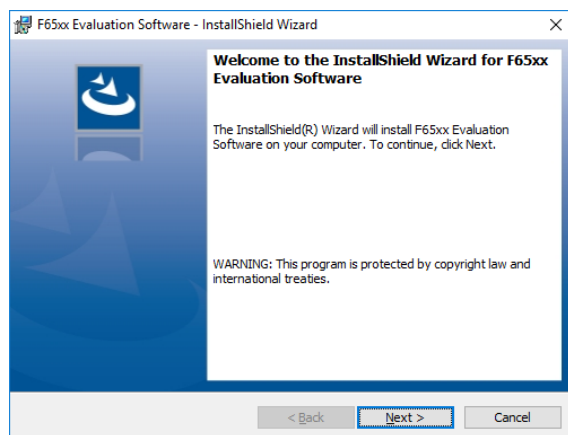 F65xx Evaluation Software - InstallShield Wizard
Welcome to the InstallShield Wizard for F65xx
Evaluation Software
The InstallShield(R) Wizard will install F65xx Evaluation
Software on your computer. To continue, click Next.
WARNING: This program is protected by copyright law and
international treaties.
< Back Next > Cancel